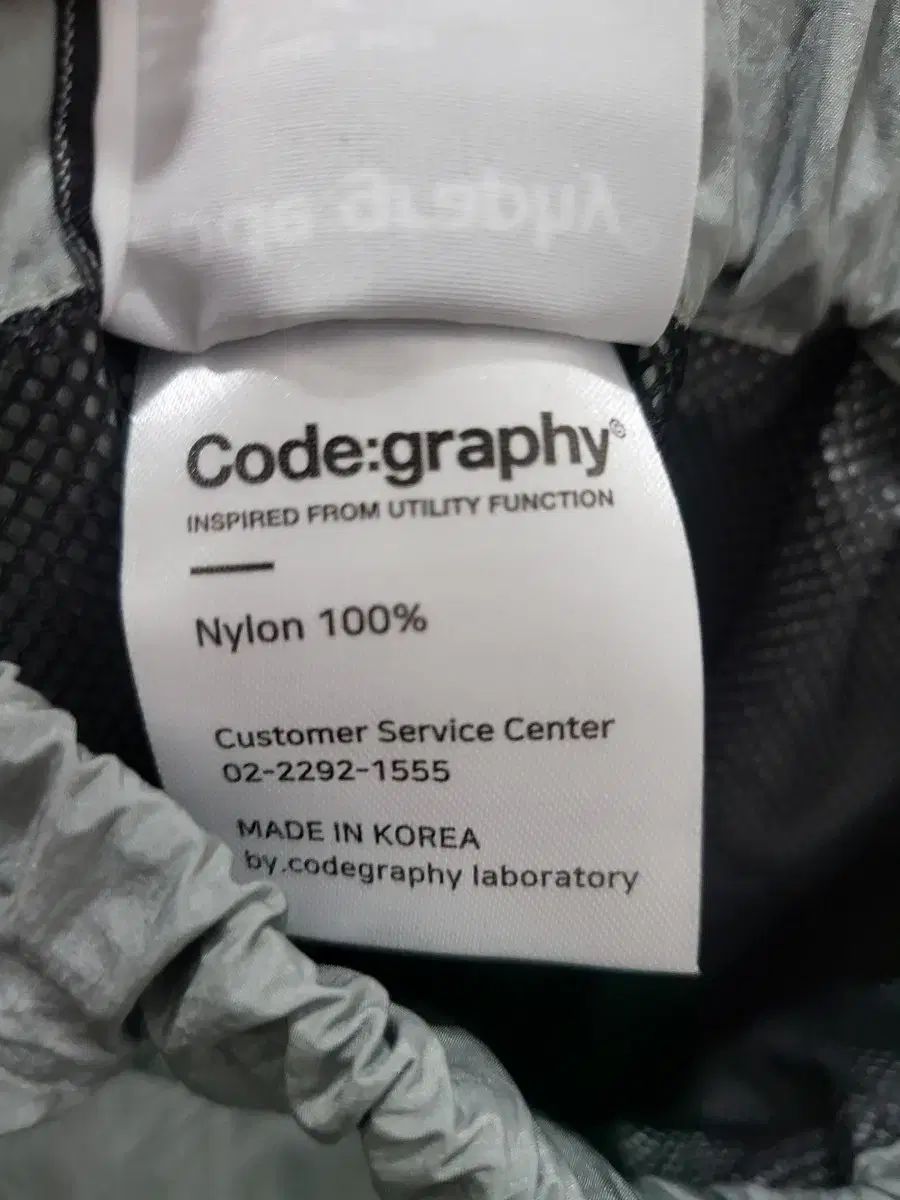 Code:graphy®
INSPIRED FROM UTILITY FUNCTION
Nylon 100%
Customer Service Center
02-2292-1555
MADE IN KOREA
by.codegraphy laboratory